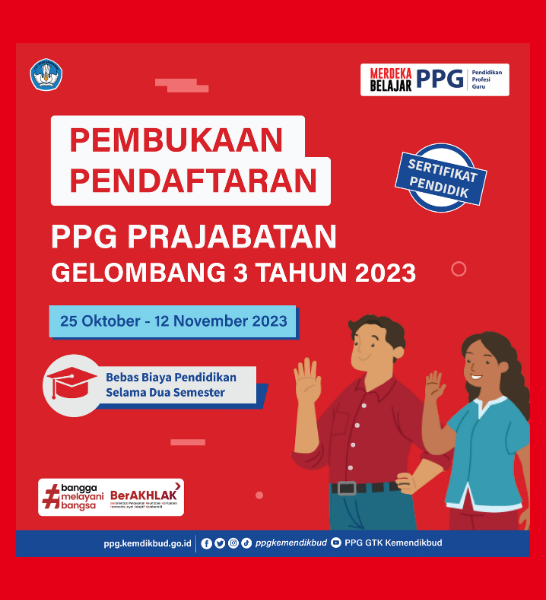 MERDEKA
BELAJAR
PPG
Pendidikan
Profesi
Guru
PEMBUKAAN
PENDAFTARAN
SERTIFIKAT
PENDIDIK
PPG PRAJABATAN
GELOMBANG 3 TAHUN 2023
25 Oktober - 12 November 2023
Bebas Biaya Pendidikan
Selama Dua Semester
#bangga
melayani
bangsa
BerAKHLAK
ppg.kemdikbud.go.id
ppgkemendikbud
PPG GTK Kemendikbud